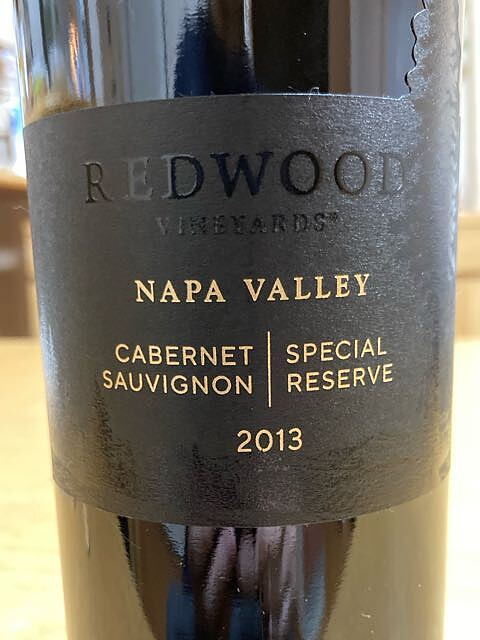 REDWOOD
VINEYARDS®
NAPA VALLEY
CABERNET SAUVIGNON | SPECIAL RESERVE
2013